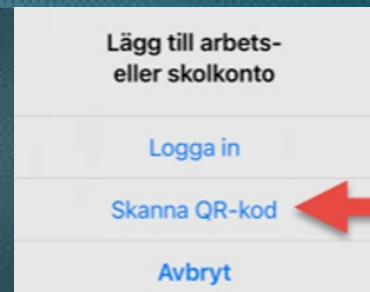 Lägg till arbets-
eller skolkonto
Logga in
Skanna QR-kod
Avbryt